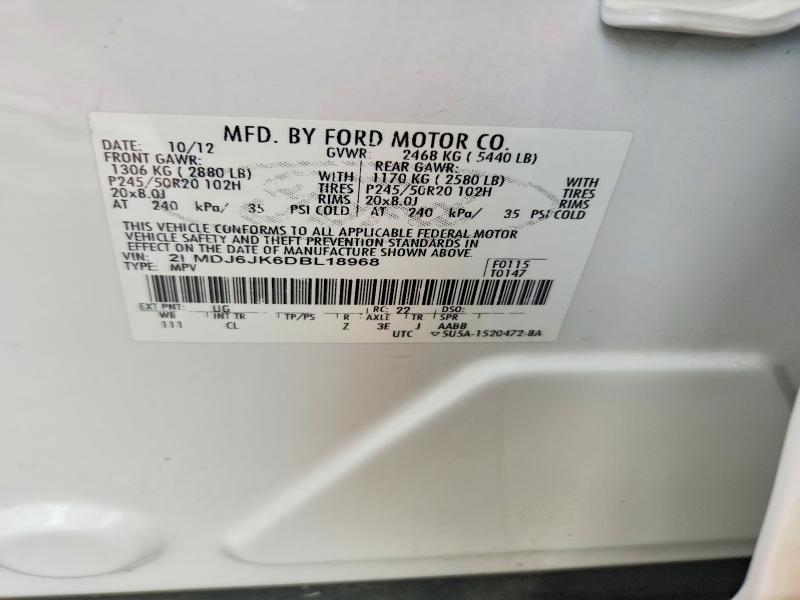 MFD. BY FORD MOTOR CO.
DATE: 10/12 GVWR: 2468 KG ( 5440 LB)
FRONT GAWR: REAR GAWR:
1306 KG ( 2880 LB) WITH 1170 KG ( 2580 LB) WITH
P245/50R20 102H TIRES P245/50R20 102H TIRES
20x8.0J RIMS 20x8.0J RIMS
AT 240 kPa/ 35 PSI COLD AT 240 kPa/ 35 PSI COLD
THIS VEHICLE CONFORMS TO ALL APPLICABLE FEDERAL MOTOR
VEHICLE SAFETY AND THEFT PREVENTION STANDARDS IN
EFFECT ON THE DATE OF MANUFACTURE SHOWN ABOVE.
VIN: 2LMDJ6JK6DBL18968 F0115
TYPE: MPV T0147
EXT PNT: UG RC: 22 DSO:
WB INT TR TP/PS R AXLE TR SPR
111 CL Z 3E J AABB
UTC ▽5U5A-1520472-BA